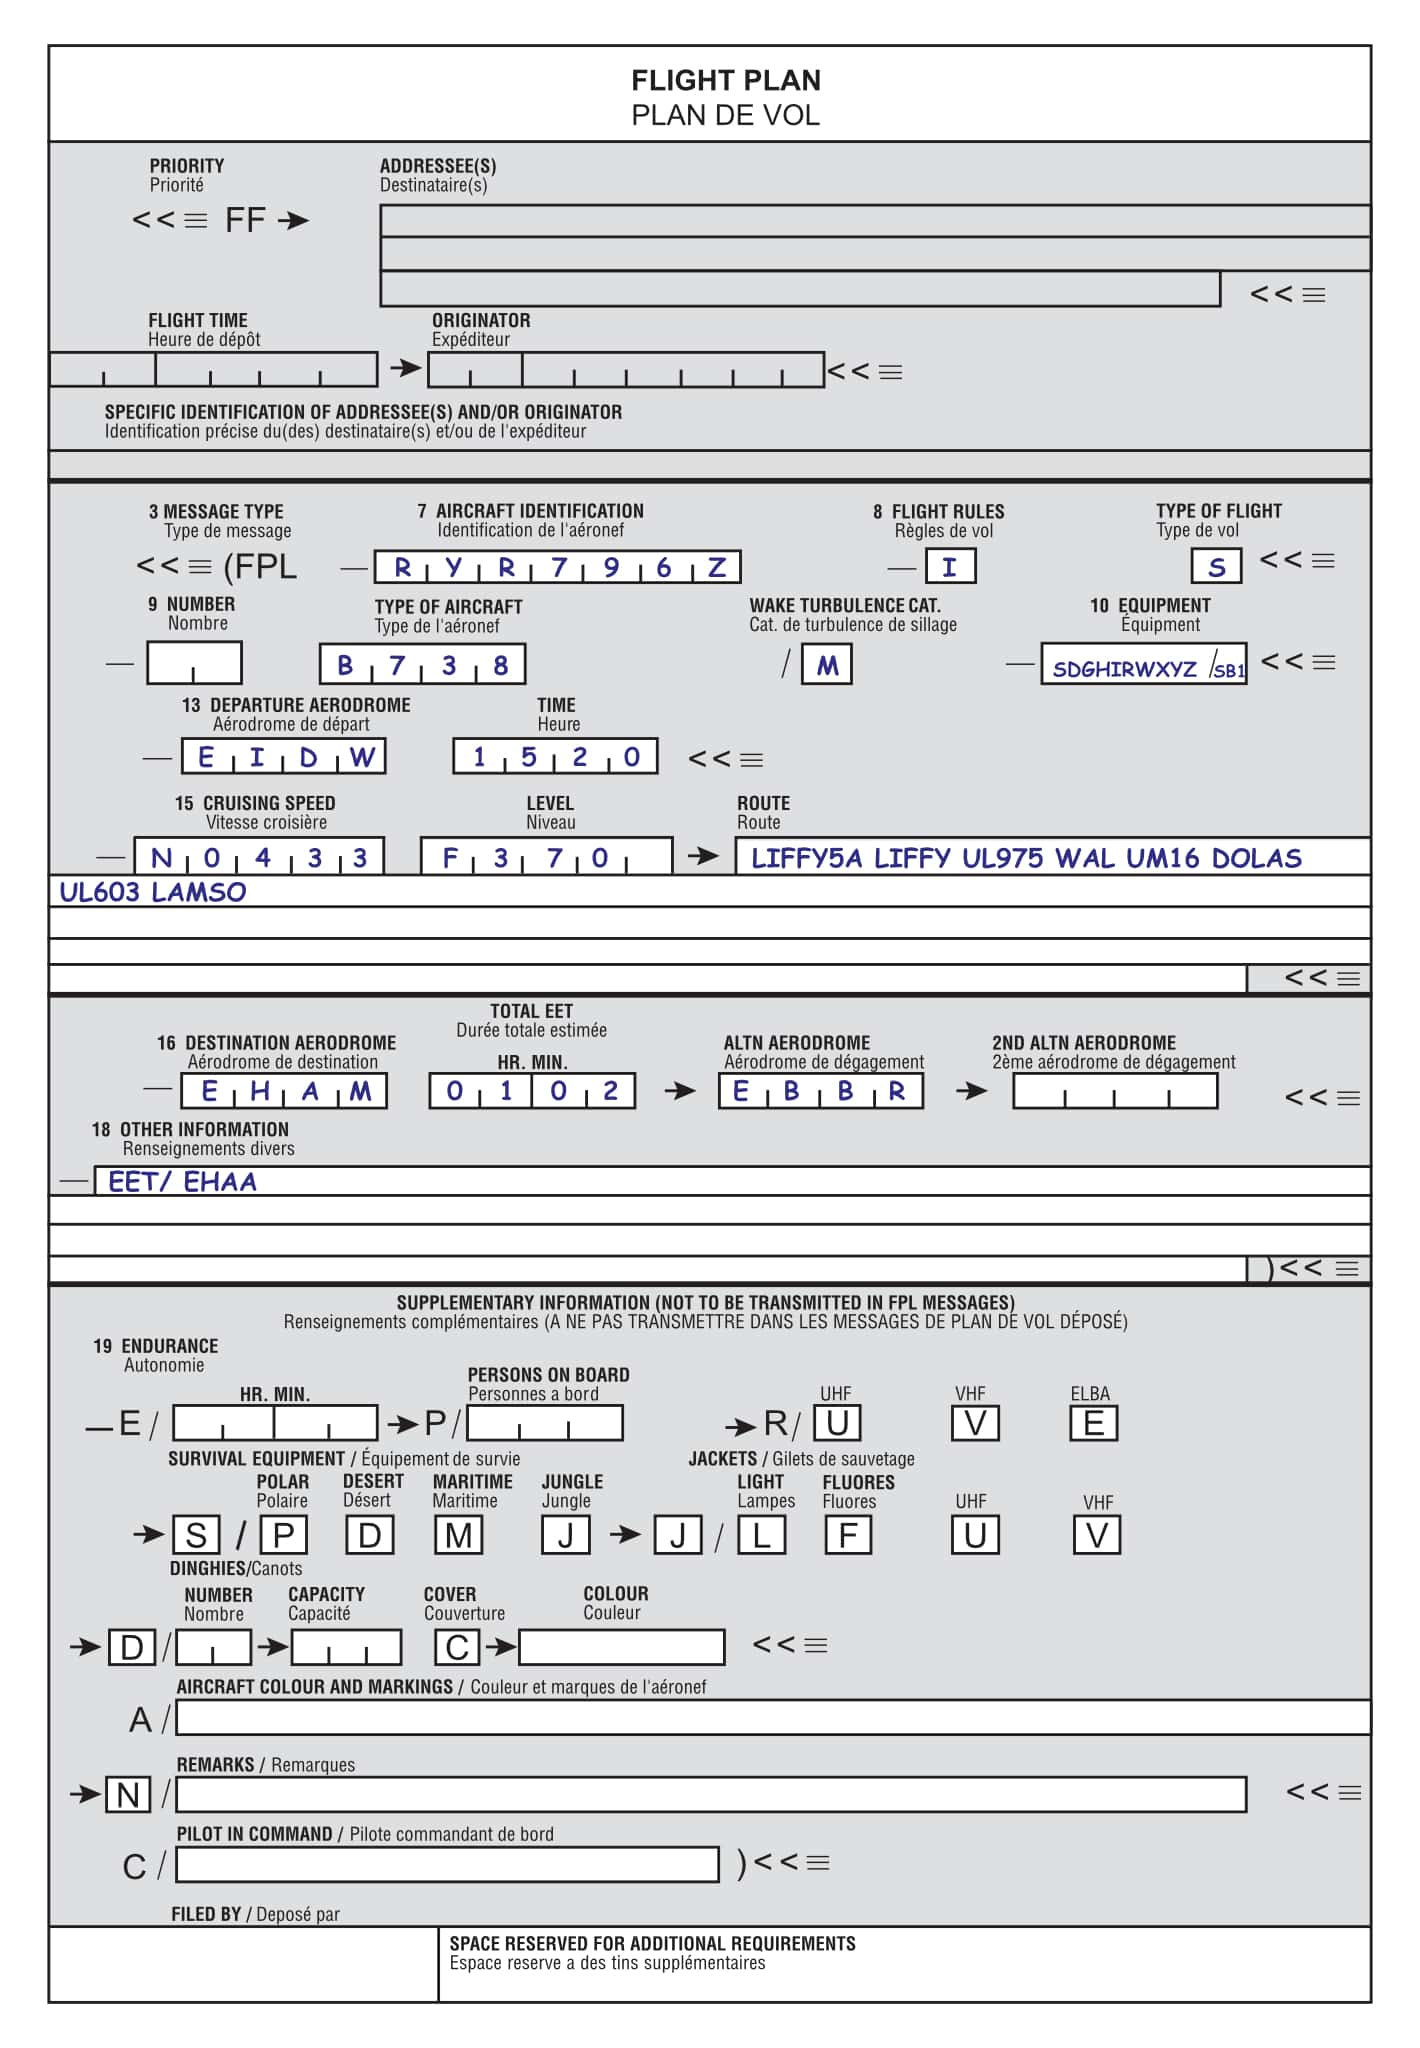 FLIGHT PLAN
PLAN DE VOL
PRIORITY
Priorité
ADDRESSEE(S)
Destinataire(s)
<<≡ FF →
<<≡
FLIGHT TIME
Heure de dépôt
ORIGINATOR
Expéditeur
→ <<≡
SPECIFIC IDENTIFICATION OF ADDRESSEE(S) AND/OR ORIGINATOR
Identification précise du(des) destinataire(s) et/ou de l'expéditeur
3 MESSAGE TYPE
Type de message
7 AIRCRAFT IDENTIFICATION
Identification de l'aéronef
8 FLIGHT RULES
Règles de vol
TYPE OF FLIGHT
Type de vol
<<≡ (FPL — RYR796Z — I S <<≡
9 NUMBER
Nombre
TYPE OF AIRCRAFT
Type de l'aéronef
WAKE TURBULENCE CAT.
Cat. de turbulence de sillage
10 EQUIPMENT
Équipment
— B738 / M — SDGHIRWXYZ /SB1 <<≡
13 DEPARTURE AERODROME
Aérodrome de départ
TIME
Heure
— EIDW 1520 <<≡
15 CRUISING SPEED
Vitesse croisière
LEVEL
Niveau
ROUTE
Route
— N0433 F370 → LIFFY5A LIFFY UL975 WAL UM16 DOLAS
UL603 LAMSO
<<≡
TOTAL EET
Durée totale estimée
16 DESTINATION AERODROME
Aérodrome de destination
HR. MIN.
ALTN AERODROME
Aérodrome de dégagement
2ND ALTN AERODROME
2ème aérodrome de dégagement
— EHAM 0102 → EBBR → <<≡
18 OTHER INFORMATION
Renseignements divers
— EET/ EHAA
)<<≡
SUPPLEMENTARY INFORMATION (NOT TO BE TRANSMITTED IN FPL MESSAGES)
Renseignements complémentaires (A NE PAS TRANSMETTRE DANS LES MESSAGES DE PLAN DE VOL DÉPOSÉ)
19 ENDURANCE
Autonomie
HR. MIN.
PERSONS ON BOARD
Personnes a bord
UHF VHF ELBA
— E / → P/ → R/ U V E
SURVIVAL EQUIPMENT / Équipement de survie
JACKETS / Gilets de sauvetage
POLAR
Polaire
DESERT
Désert
MARITIME
Maritime
JUNGLE
Jungle
LIGHT
Lampes
FLUORES
Fluores
UHF VHF
→ S / P D M J → J / L F U V
DINGHIES/Canots
NUMBER
Nombre
CAPACITY
Capacité
COVER
Couverture
COLOUR
Couleur
→ D / → C → <<≡
AIRCRAFT COLOUR AND MARKINGS / Couleur et marques de l'aéronef
A /
REMARKS / Remarques
→ N / <<≡
PILOT IN COMMAND / Pilote commandant de bord
C / )<<≡
FILED BY / Deposé par
SPACE RESERVED FOR ADDITIONAL REQUIREMENTS
Espace reserve a des tins supplémentaires